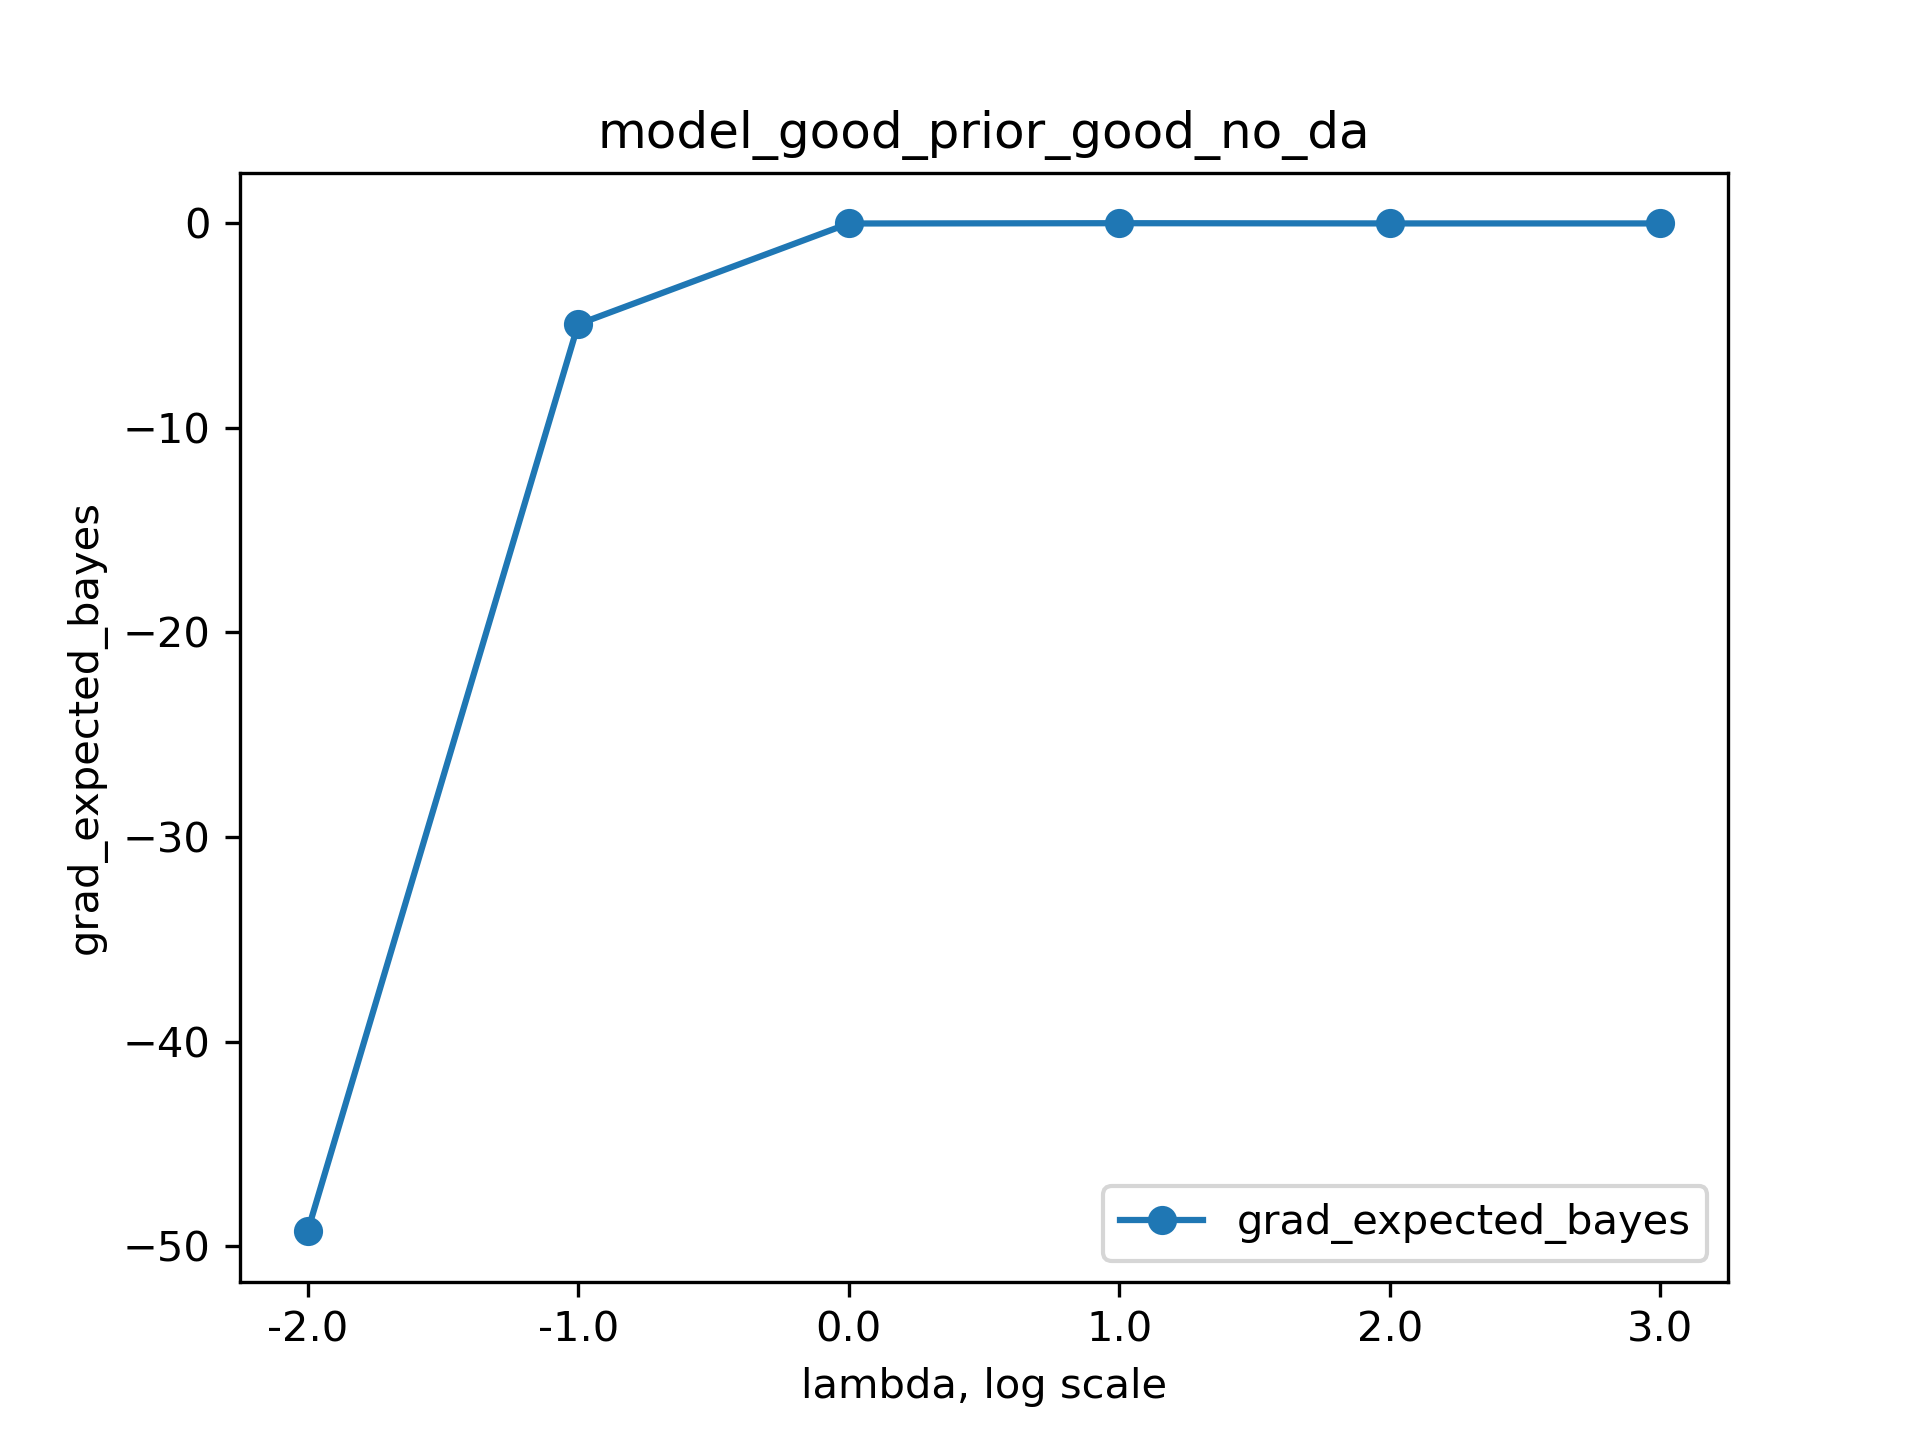 model_good_prior_good_no_da
grad_expected_bayes
0
−10
−20
−30
−40
−50
grad_expected_bayes
-2.0 -1.0 0.0 1.0 2.0 3.0
lambda, log scale